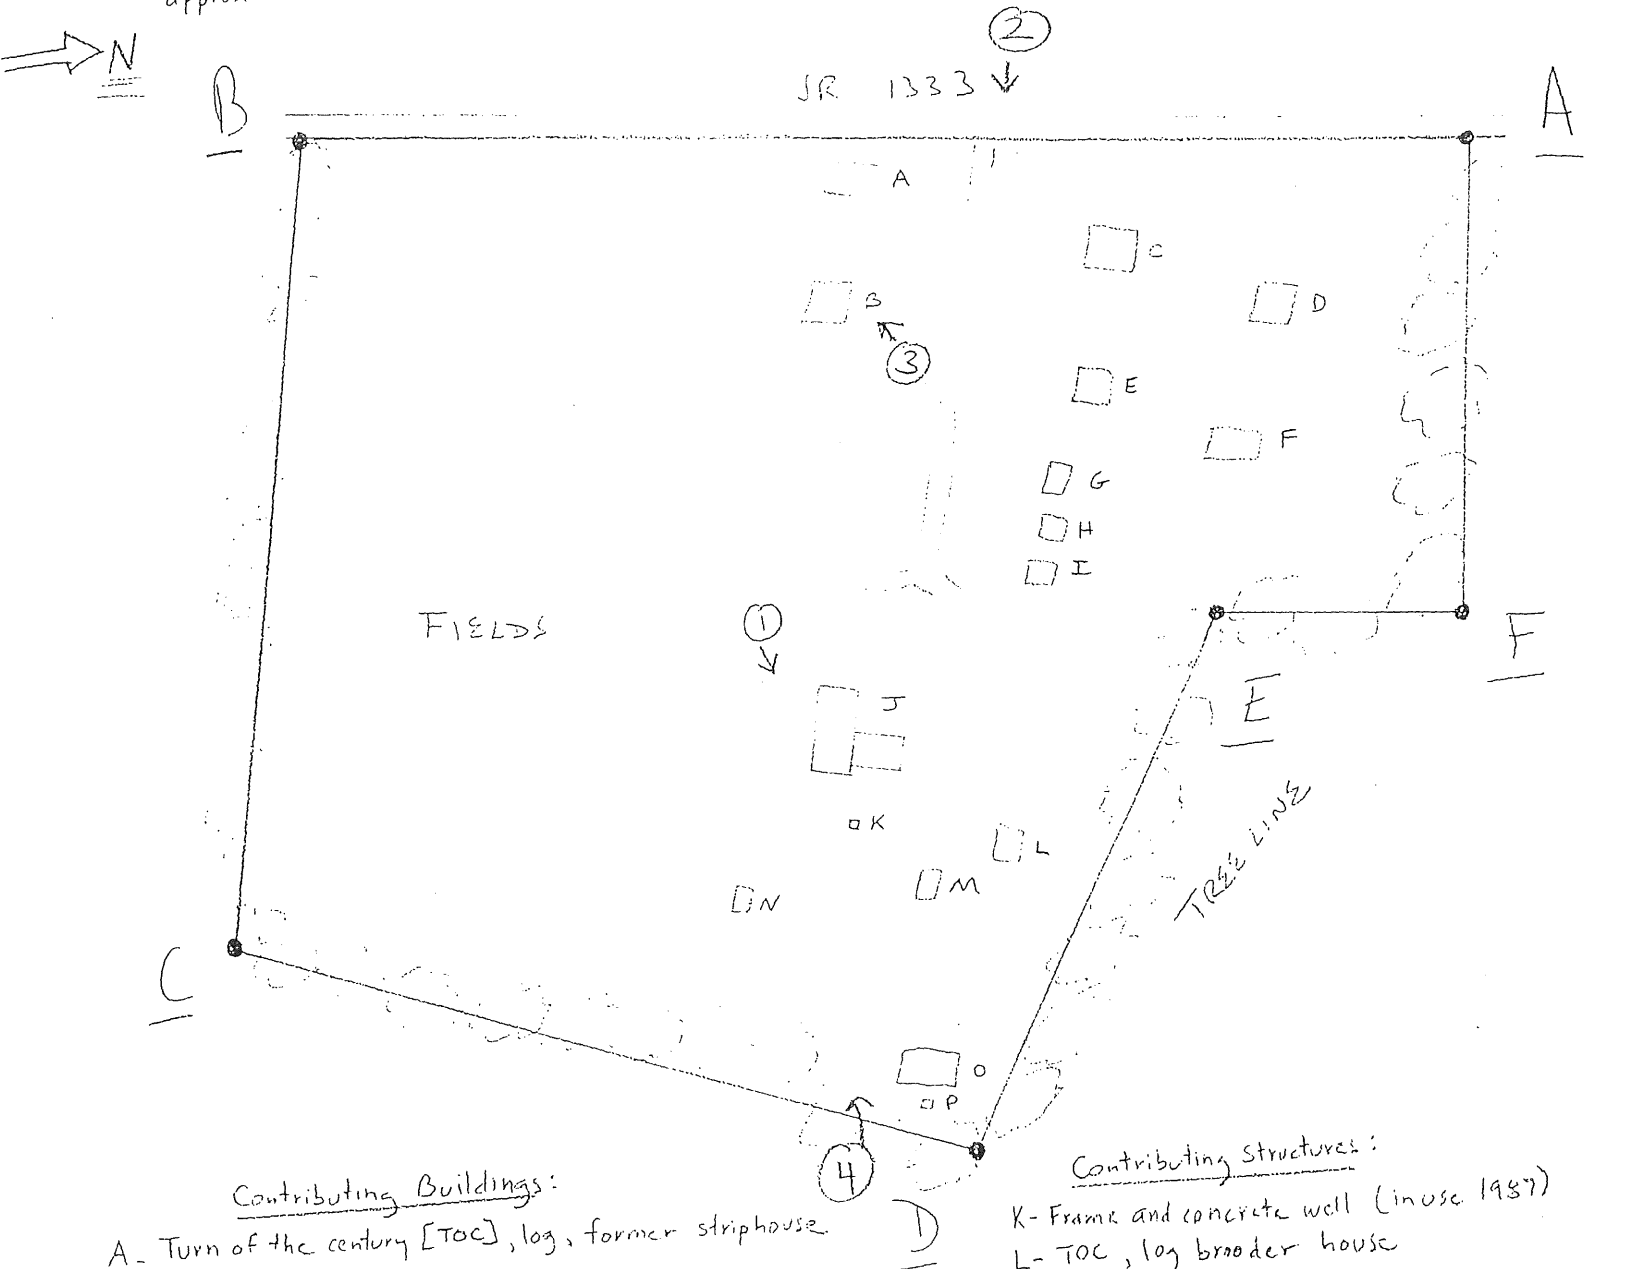 N
2
SR 1333
B
A
A
C
B
D
3
E
F
G
H
I
FIELDS
1
F
J
E
K
TREE LINE
L
M
N
C
O
P
4
Contributing Structures:
Contributing Buildings:
D
K- Frame and concrete well (in use 1987)
A- Turn of the century [TOC], log, former striphouse
L- TOC, log brooder house